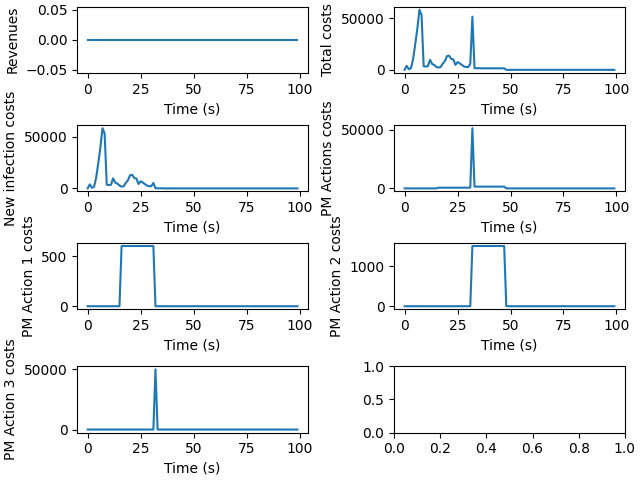 Revenues
0.05
0.00
−0.05
0 25 50 75 100
Time (s)
Total costs
50000
0
0 25 50 75 100
Time (s)
New infection costs
50000
0
0 25 50 75 100
Time (s)
PM Actions costs
50000
0
0 25 50 75 100
Time (s)
PM Action 1 costs
500
0
0 25 50 75 100
Time (s)
PM Action 2 costs
1000
0
0 25 50 75 100
Time (s)
PM Action 3 costs
50000
0
0 25 50 75 100
Time (s)
1.0
0.5
0.0
0.0 0.2 0.4 0.6 0.8 1.0